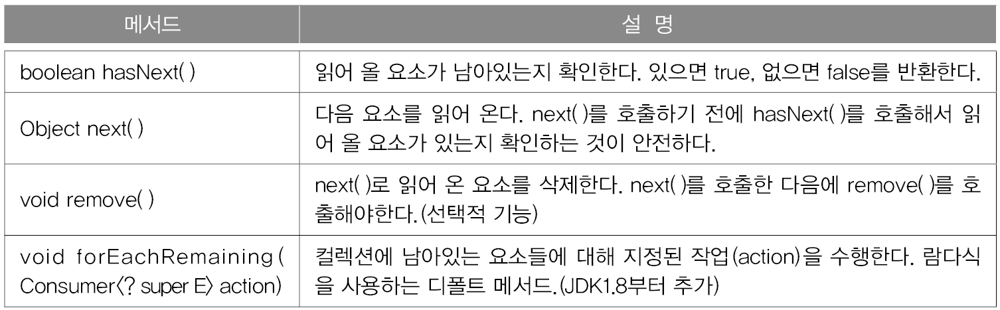 메서드 설 명
boolean hasNext( ) 읽어 올 요소가 남아있는지 확인한다. 있으면 true, 없으면 false를 반환한다.
Object next( )
다음 요소를 읽어 온다. next( )를 호출하기 전에 hasNext( )를 호출해서 읽
어 올 요소가 있는지 확인하는 것이 안전하다.
void remove( )
next( )로 읽어 온 요소를 삭제한다. next( )를 호출한 다음에 remove( )를 호
출해야한다.(선택적 기능)
void forEachRemaining(
Consumer〈? super E〉 action)
컬렉션에 남아있는 요소들에 대해 지정된 작업(action)을 수행한다. 람다식
을 사용하는 디폴트 메서드.(JDK1.8부터 추가)